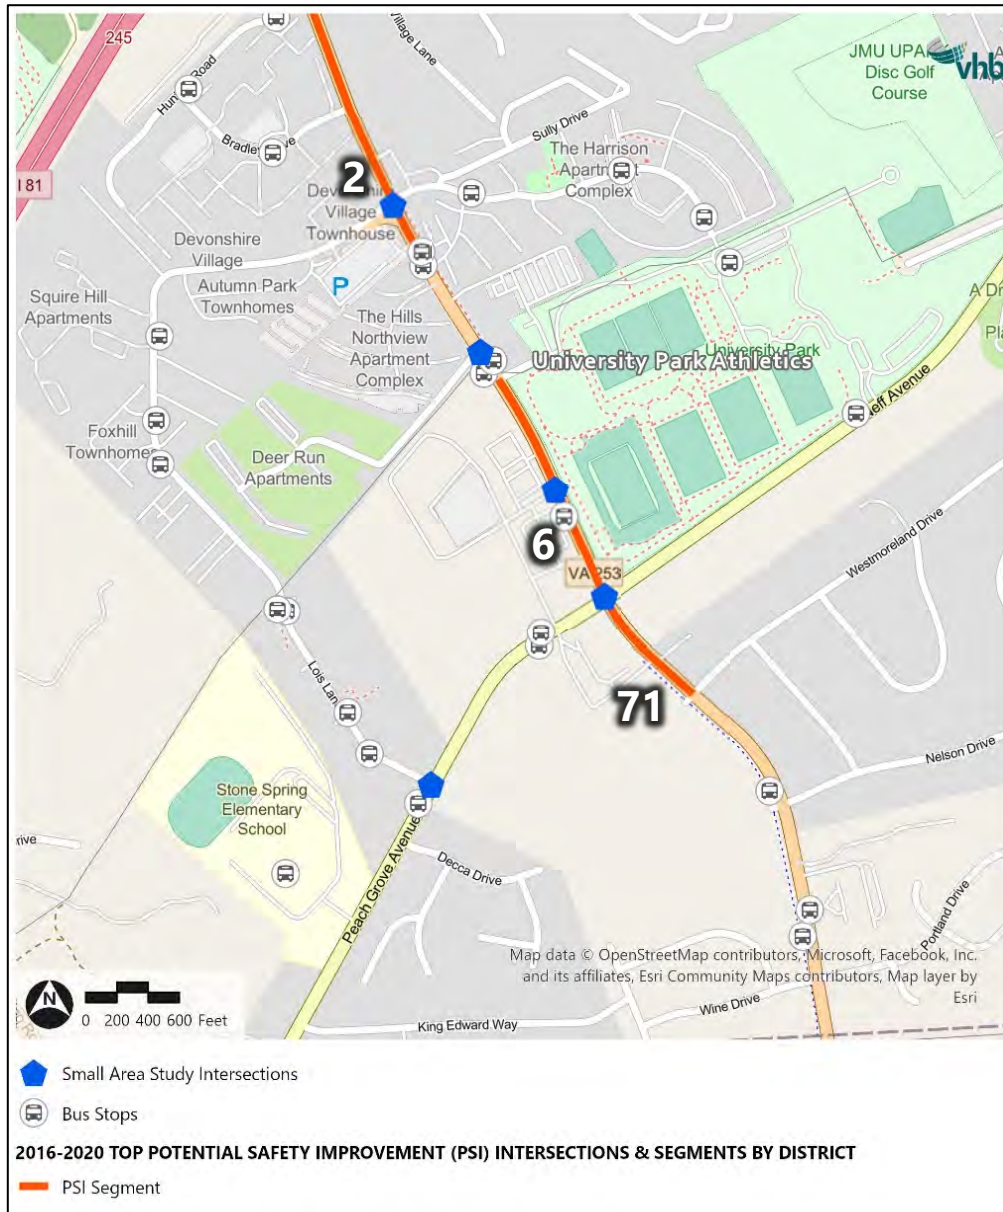 245
Village Lane
JMU UPA
Disc Golf
Course
vhb
Road
Sully Drive
The Harrison
Apartment
Complex
I 81
2
Devonshire
Village
Townhouse
Devonshire
Village
Squire Hill
Apartments
Autumn Park
Townhomes
P
The Hills
Northview
Apartment
Complex
University Park
University Park Athletics
Neff Avenue
Foxhill
Townhomes
Deer Run
Apartments
6
VA 253
Westmoreland Drive
71
Lois Lan
Nelson Drive
Stone Spring
Elementary
School
Peach Grove Avenue
Decca Drive
Portland Drive
Wine Drive
King Edward Way
Map data © OpenStreetMap contributors, Microsoft, Facebook, Inc.
and its affiliates, Esri Community Maps contributors, Map layer by
Esri
N
0 200 400 600 Feet
Small Area Study Intersections
Bus Stops
2016-2020 TOP POTENTIAL SAFETY IMPROVEMENT (PSI) INTERSECTIONS & SEGMENTS BY DISTRICT
PSI Segment